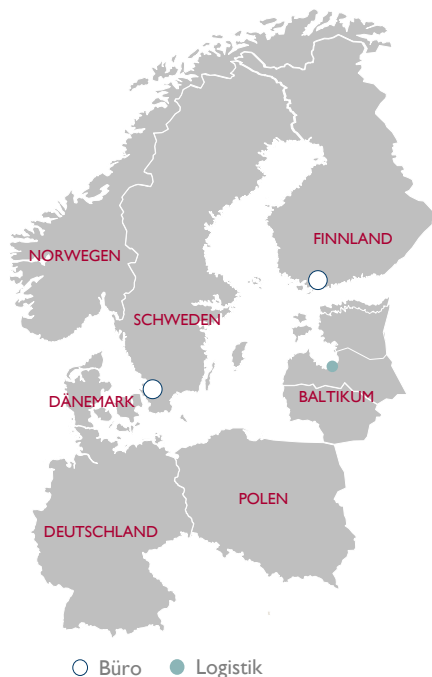 FINNLAND
NORWEGEN
SCHWEDEN
DÄNEMARK
BALTIKUM
POLEN
DEUTSCHLAND
Büro
Logistik